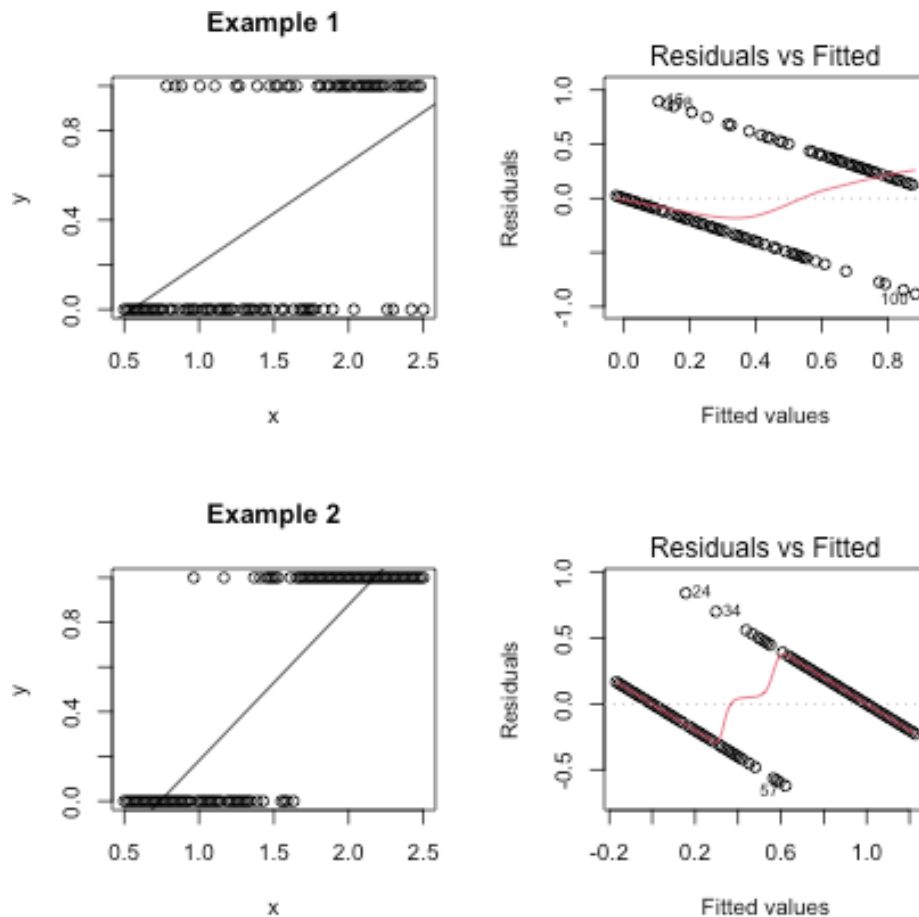 Example 1
y
0.0
0.4
0.8
0.5 1.0 1.5 2.0 2.5
x
Residuals vs Fitted
Residuals
-1.0
0.0
0.5
1.0
0.0 0.2 0.4 0.6 0.8
Fitted values
Example 2
y
0.0
0.4
0.8
0.5 1.0 1.5 2.0 2.5
x
Residuals vs Fitted
Residuals
-0.5
0.0
0.5
1.0
24
34
57
-0.2 0.2 0.6 1.0
Fitted values